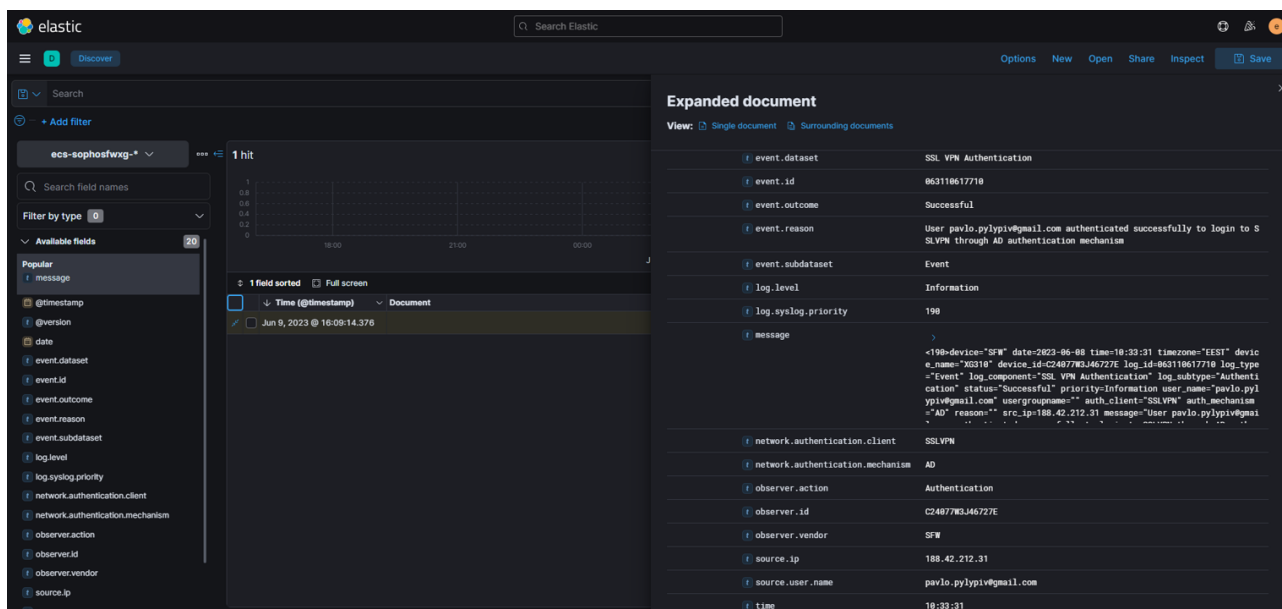 elastic
Search Elastic
e
D
Discover
Options New Open Share Inspect Save
Search
+ Add filter
ecs-sophosfwxg-*
Search field names
Filter by type 0
Available fields 20
Popular
message
@timestamp
@version
date
event.dataset
event.id
event.outcome
event.reason
event.subdataset
log.level
log.syslog.priority
network.authentication.client
network.authentication.mechanism
observer.action
observer.id
observer.vendor
source.ip
1 hit
1
0.8
0.6
0.4
0.2
0
18:00 21:00 00:00
J
1 field sorted Full screen
Time (@timestamp) Document
Jun 9, 2023 @ 16:09:14.376
Expanded document
View: Single document Surrounding documents
event.dataset SSL VPN Authentication
event.id 063110617710
event.outcome Successful
event.reason User pavlo.pylypiv@gmail.com authenticated successfully to login to S
SLVPN through AD authentication mechanism
event.subdataset Event
log.level Information
log.syslog.priority 190
message
<190>device="SFW" date=2023-06-08 time=10:33:31 timezone="EEST" devic
e_name="XG310" device_id=C24077W3J46727E log_id=063110617710 log_type
="Event" log_component="SSL VPN Authentication" log_subtype="Authenti
cation" status="Successful" priority=Information user_name="pavlo.pyl
ypiv@gmail.com" usergroupname="" auth_client="SSLVPN" auth_mechanism
="AD" reason="" src_ip=188.42.212.31 message="User pavlo.pylypiv@gmai
network.authentication.client SSLVPN
network.authentication.mechanism AD
observer.action Authentication
observer.id C24077W3J46727E
observer.vendor SFW
source.ip 188.42.212.31
source.user.name pavlo.pylypiv@gmail.com
time 10:33:31